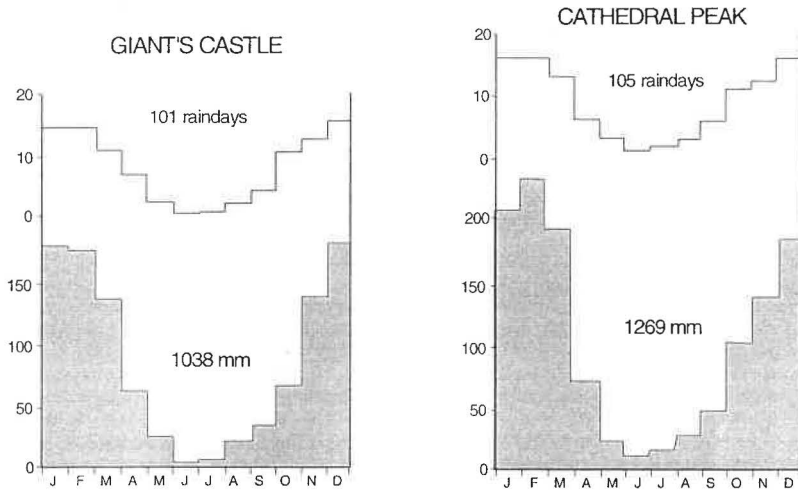 GIANT'S CASTLE
20
101 raindays
10
0
150
100
1038 mm
50
0
J F M A M J J A S O N D
CATHEDRAL PEAK
20
105 raindays
10
0
200
150
1269 mm
100
50
0
J F M A M J J A S O N D